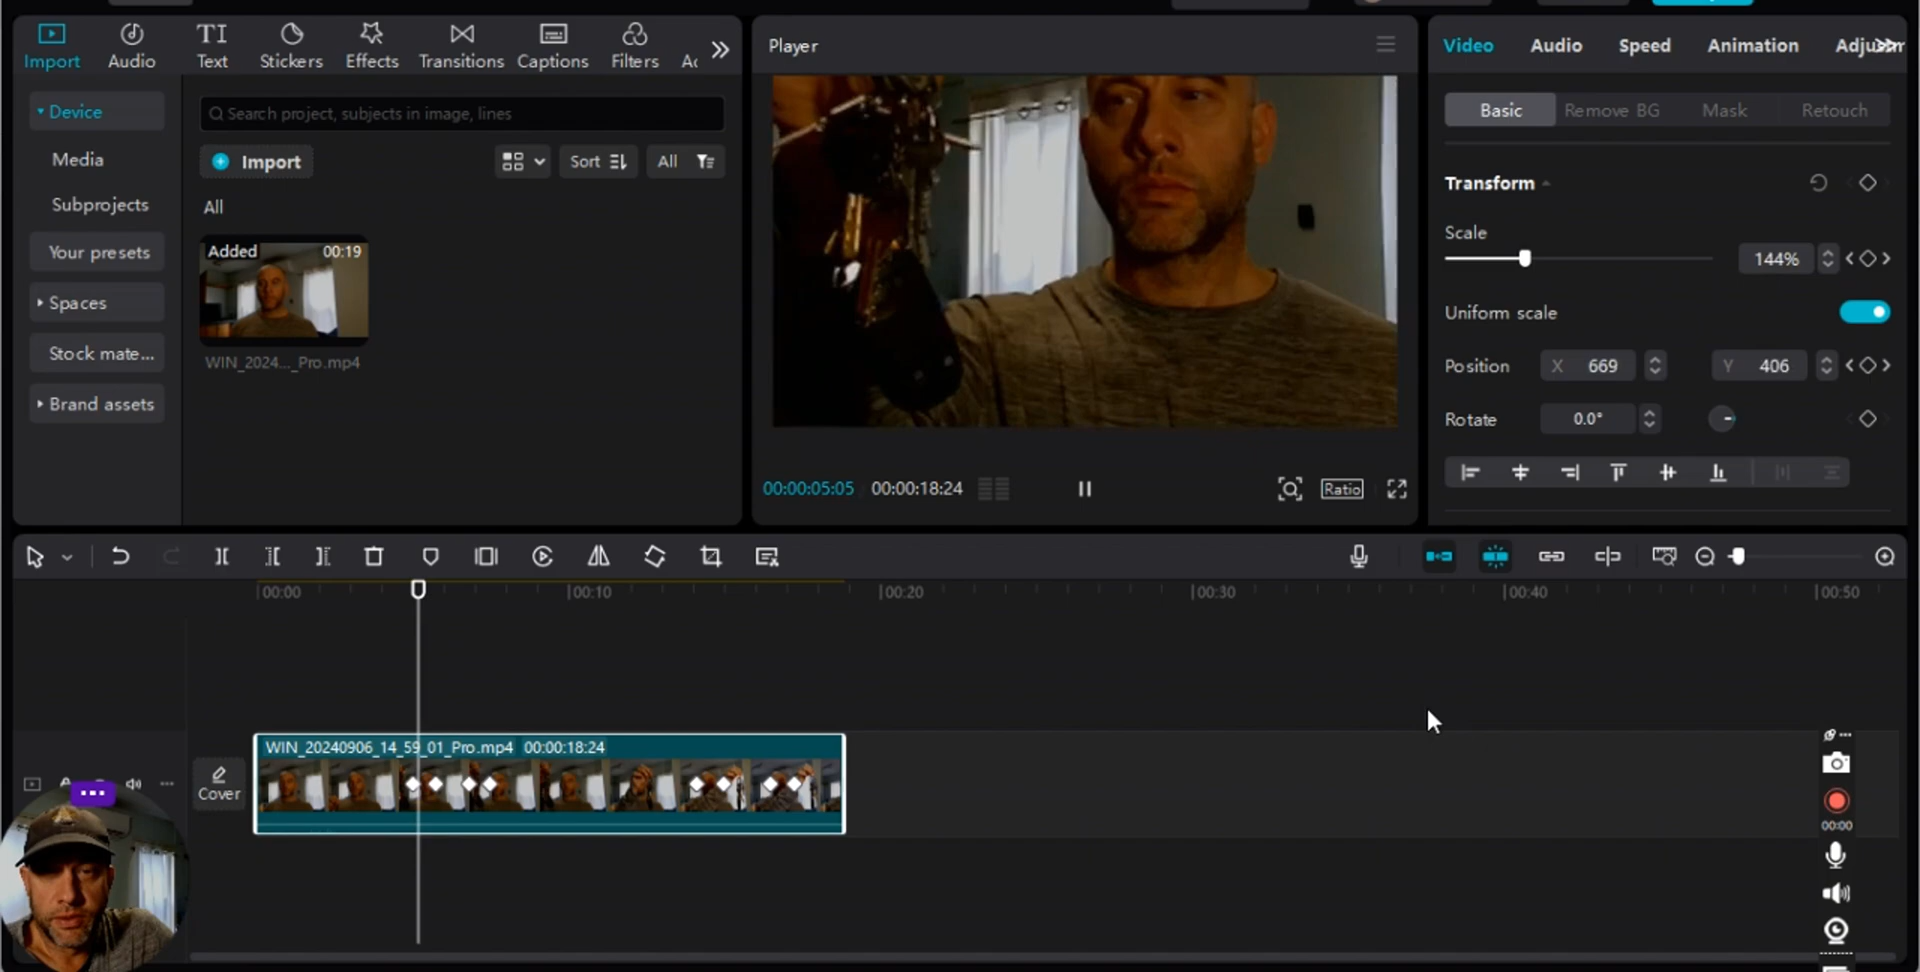 Import
Audio
Text
Stickers
Effects
Transitions
Captions
Filters
Player
Video
Audio
Speed
Animation
Device
Media
Subprojects
Your presets
Spaces
Stock mate...
Brand assets
Search project, subjects in image, lines
Import
Sort
All
All
Added
00:19
WIN_2024..._Pro.mp4
00:00:05:05
00:00:18:24
Ratio
Basic
Remove BG
Mask
Retouch
Transform
Scale
144%
Uniform scale
Position
X 669
Y 406
Rotate
0.0°
00:00
00:10
00:20
00:30
00:40
00:50
WIN_20240906_14_59_01_Pro.mp4 00:00:18:24
Cover
00:00